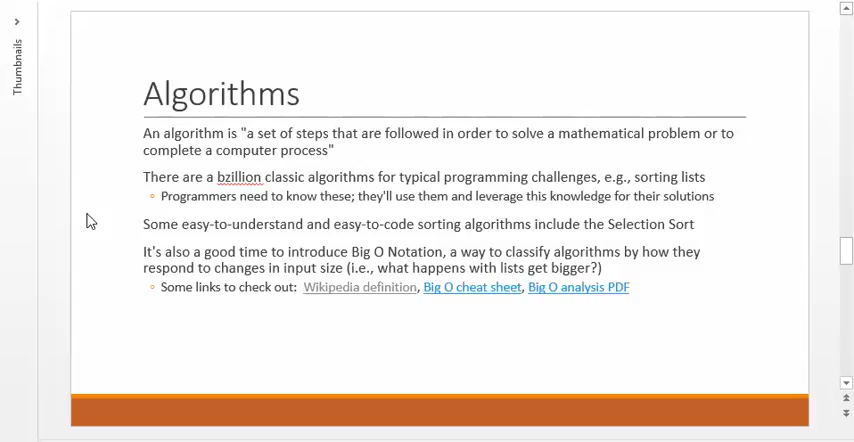 Thumbnails
Algorithms
An algorithm is "a set of steps that are followed in order to solve a mathematical problem or to
complete a computer process"
There are a bzillion classic algorithms for typical programming challenges, e.g., sorting lists
Programmers need to know these; they'll use them and leverage this knowledge for their solutions
Some easy-to-understand and easy-to-code sorting algorithms include the Selection Sort
It's also a good time to introduce Big O Notation, a way to classify algorithms by how they
respond to changes in input size (i.e., what happens with lists get bigger?)
Some links to check out: Wikipedia definition, Big O cheat sheet, Big O analysis PDF